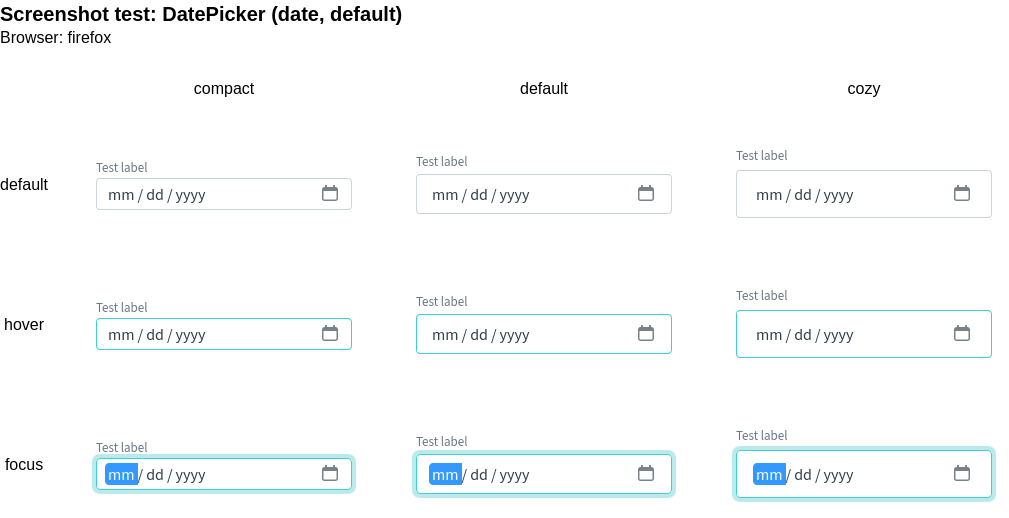 Screenshot test: DatePicker (date, default)
Browser: firefox
compact default cozy
default
Test label Test label Test label
mm / dd / yyyy mm / dd / yyyy mm / dd / yyyy
hover
Test label Test label Test label
mm / dd / yyyy mm / dd / yyyy mm / dd / yyyy
focus
Test label Test label Test label
mm / dd / yyyy mm / dd / yyyy mm / dd / yyyy